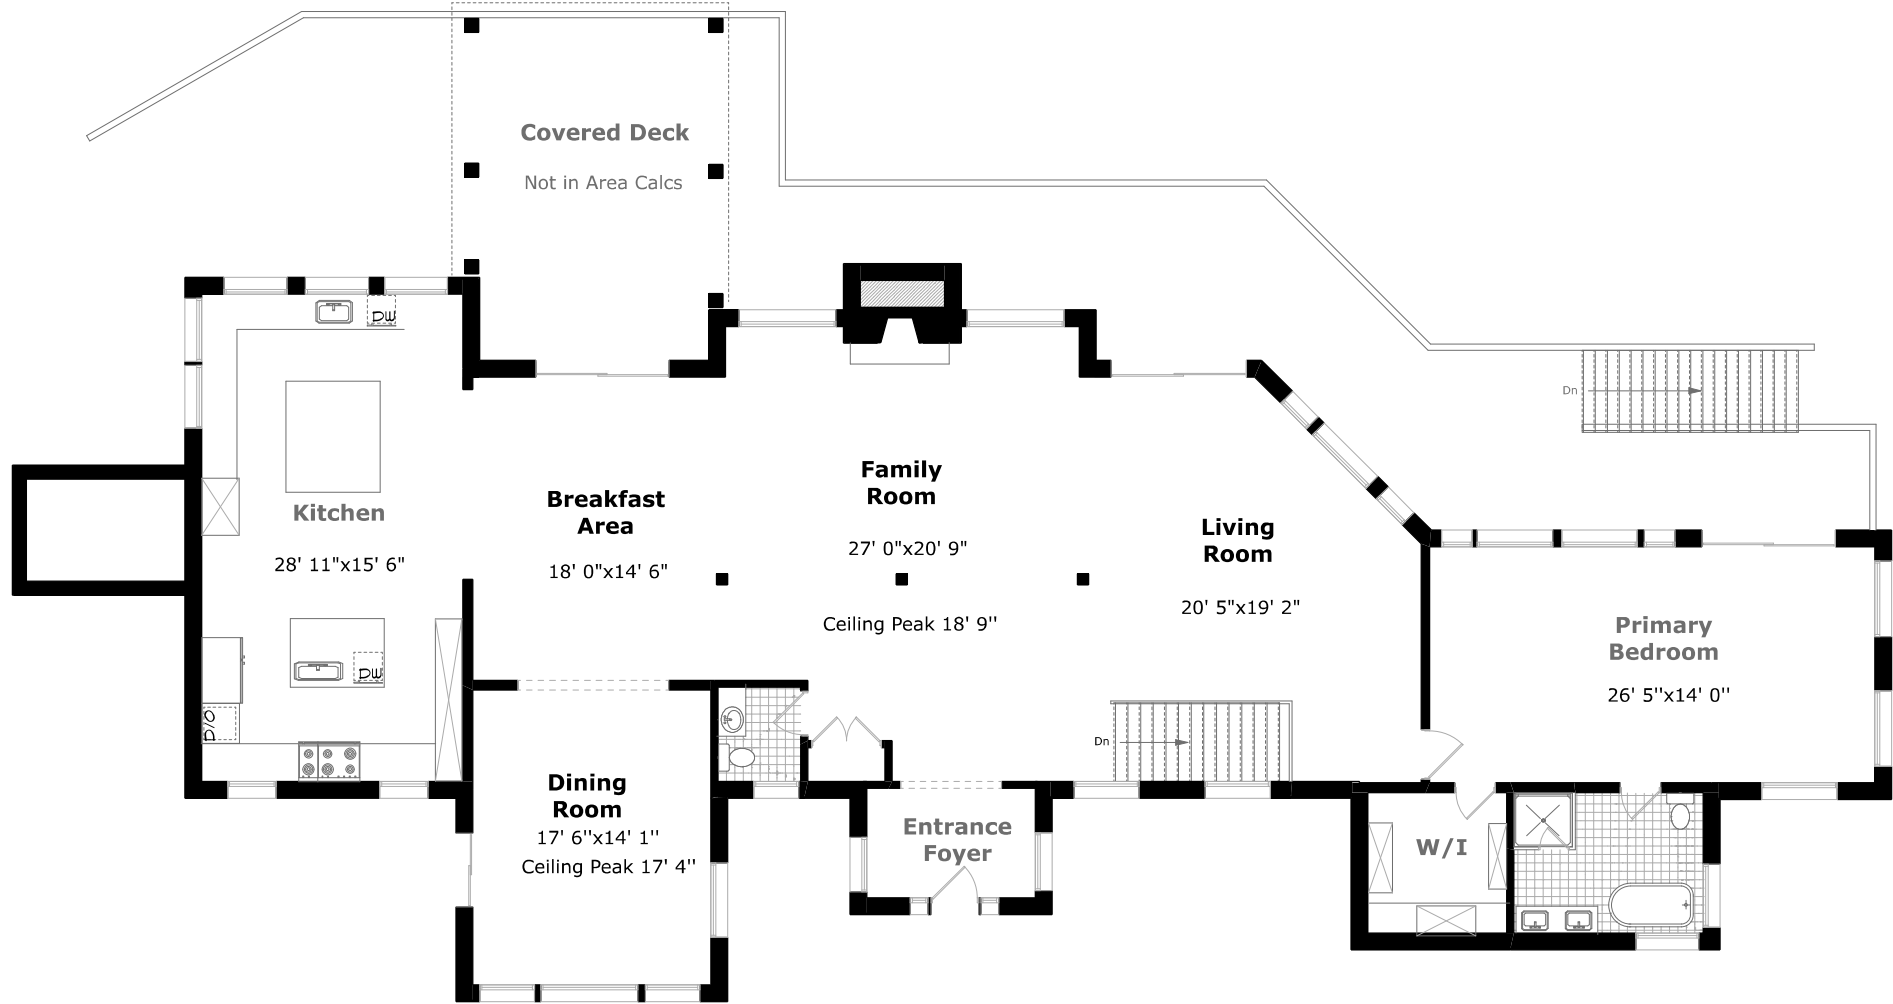 Covered Deck
Not in Area Calcs
DW
Dn
Kitchen
28' 11"x15' 6"
Breakfast
Area
18' 0"x14' 6"
Family
Room
27' 0"x20' 9"
Ceiling Peak 18' 9''
Living
Room
20' 5"x19' 2"
Primary
Bedroom
26' 5''x14' 0''
DW
D/O
Dn
Dining
Room
17' 6''x14' 1''
Ceiling Peak 17' 4''
Entrance
Foyer
W/I